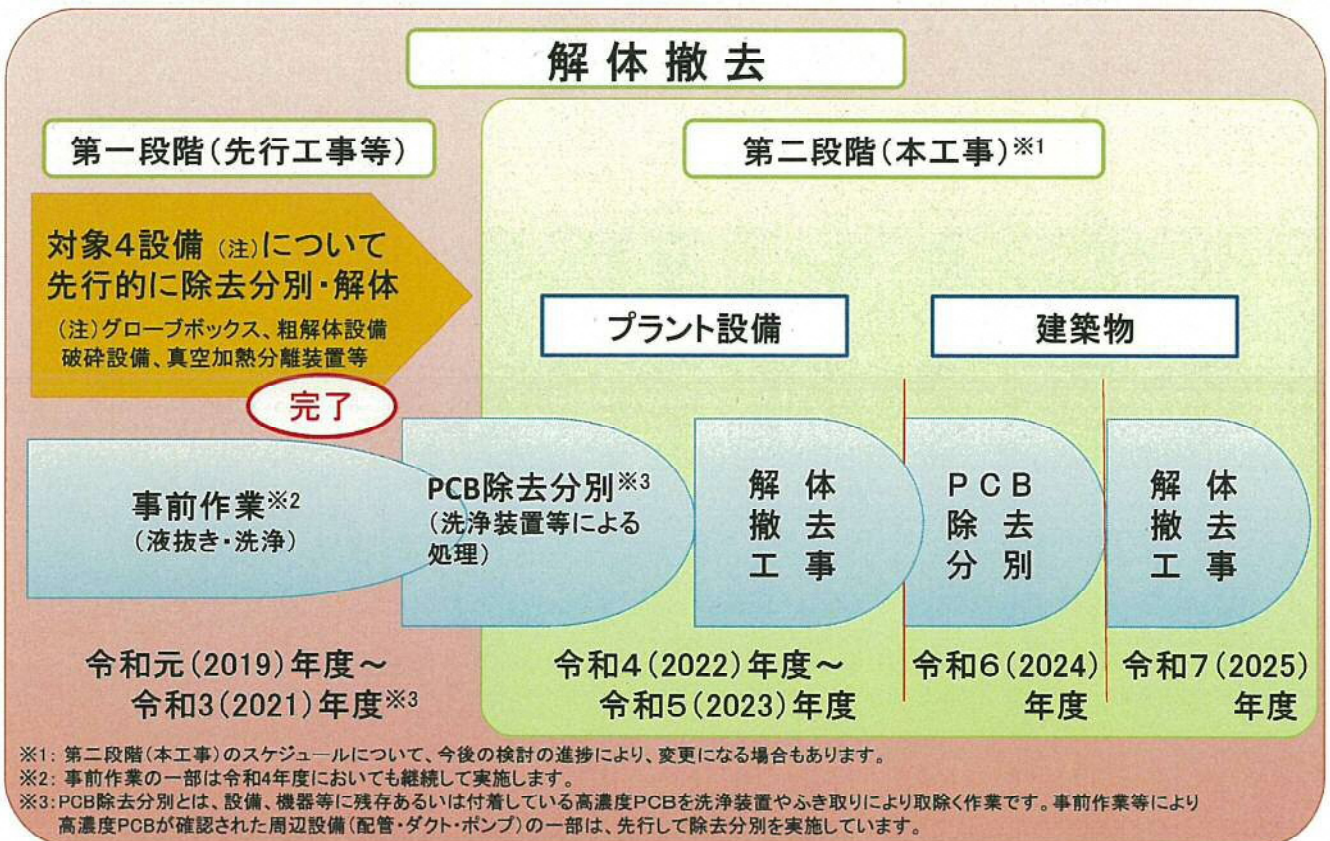 解体撤去
第一段階(先行工事等)
第二段階(本工事)※1
対象4設備(注)について
先行的に除去分別・解体
(注)グローブボックス、粗解体設備
破砕設備、真空加熱分離装置等
完了
プラント設備
建築物
事前作業※2
(液抜き・洗浄)
PCB除去分別※3
(洗浄装置等による
処理)
解体
撤去
工事
PCB
除去
分別
解体
撤去
工事
令和元(2019)年度～
令和3(2021)年度※3
令和4(2022)年度～
令和5(2023)年度
令和6(2024)
年度
令和7(2025)
年度
※1: 第二段階(本工事)のスケジュールについて、今後の検討の進捗により、変更になる場合もあります。
※2: 事前作業の一部は令和4年度においても継続して実施します。
※3:PCB除去分別とは、設備、機器等に残存あるいは付着している高濃度PCBを洗浄装置やふき取りにより取除く作業です。事前作業等により
高濃度PCBが確認された周辺設備(配管・ダクト・ポンプ)の一部は、先行して除去分別を実施しています。